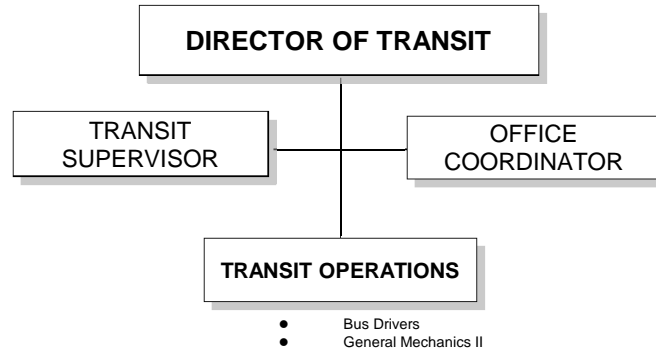 DIRECTOR OF TRANSIT
TRANSIT
SUPERVISOR
OFFICE
COORDINATOR
TRANSIT OPERATIONS
● Bus Drivers
● General Mechanics II